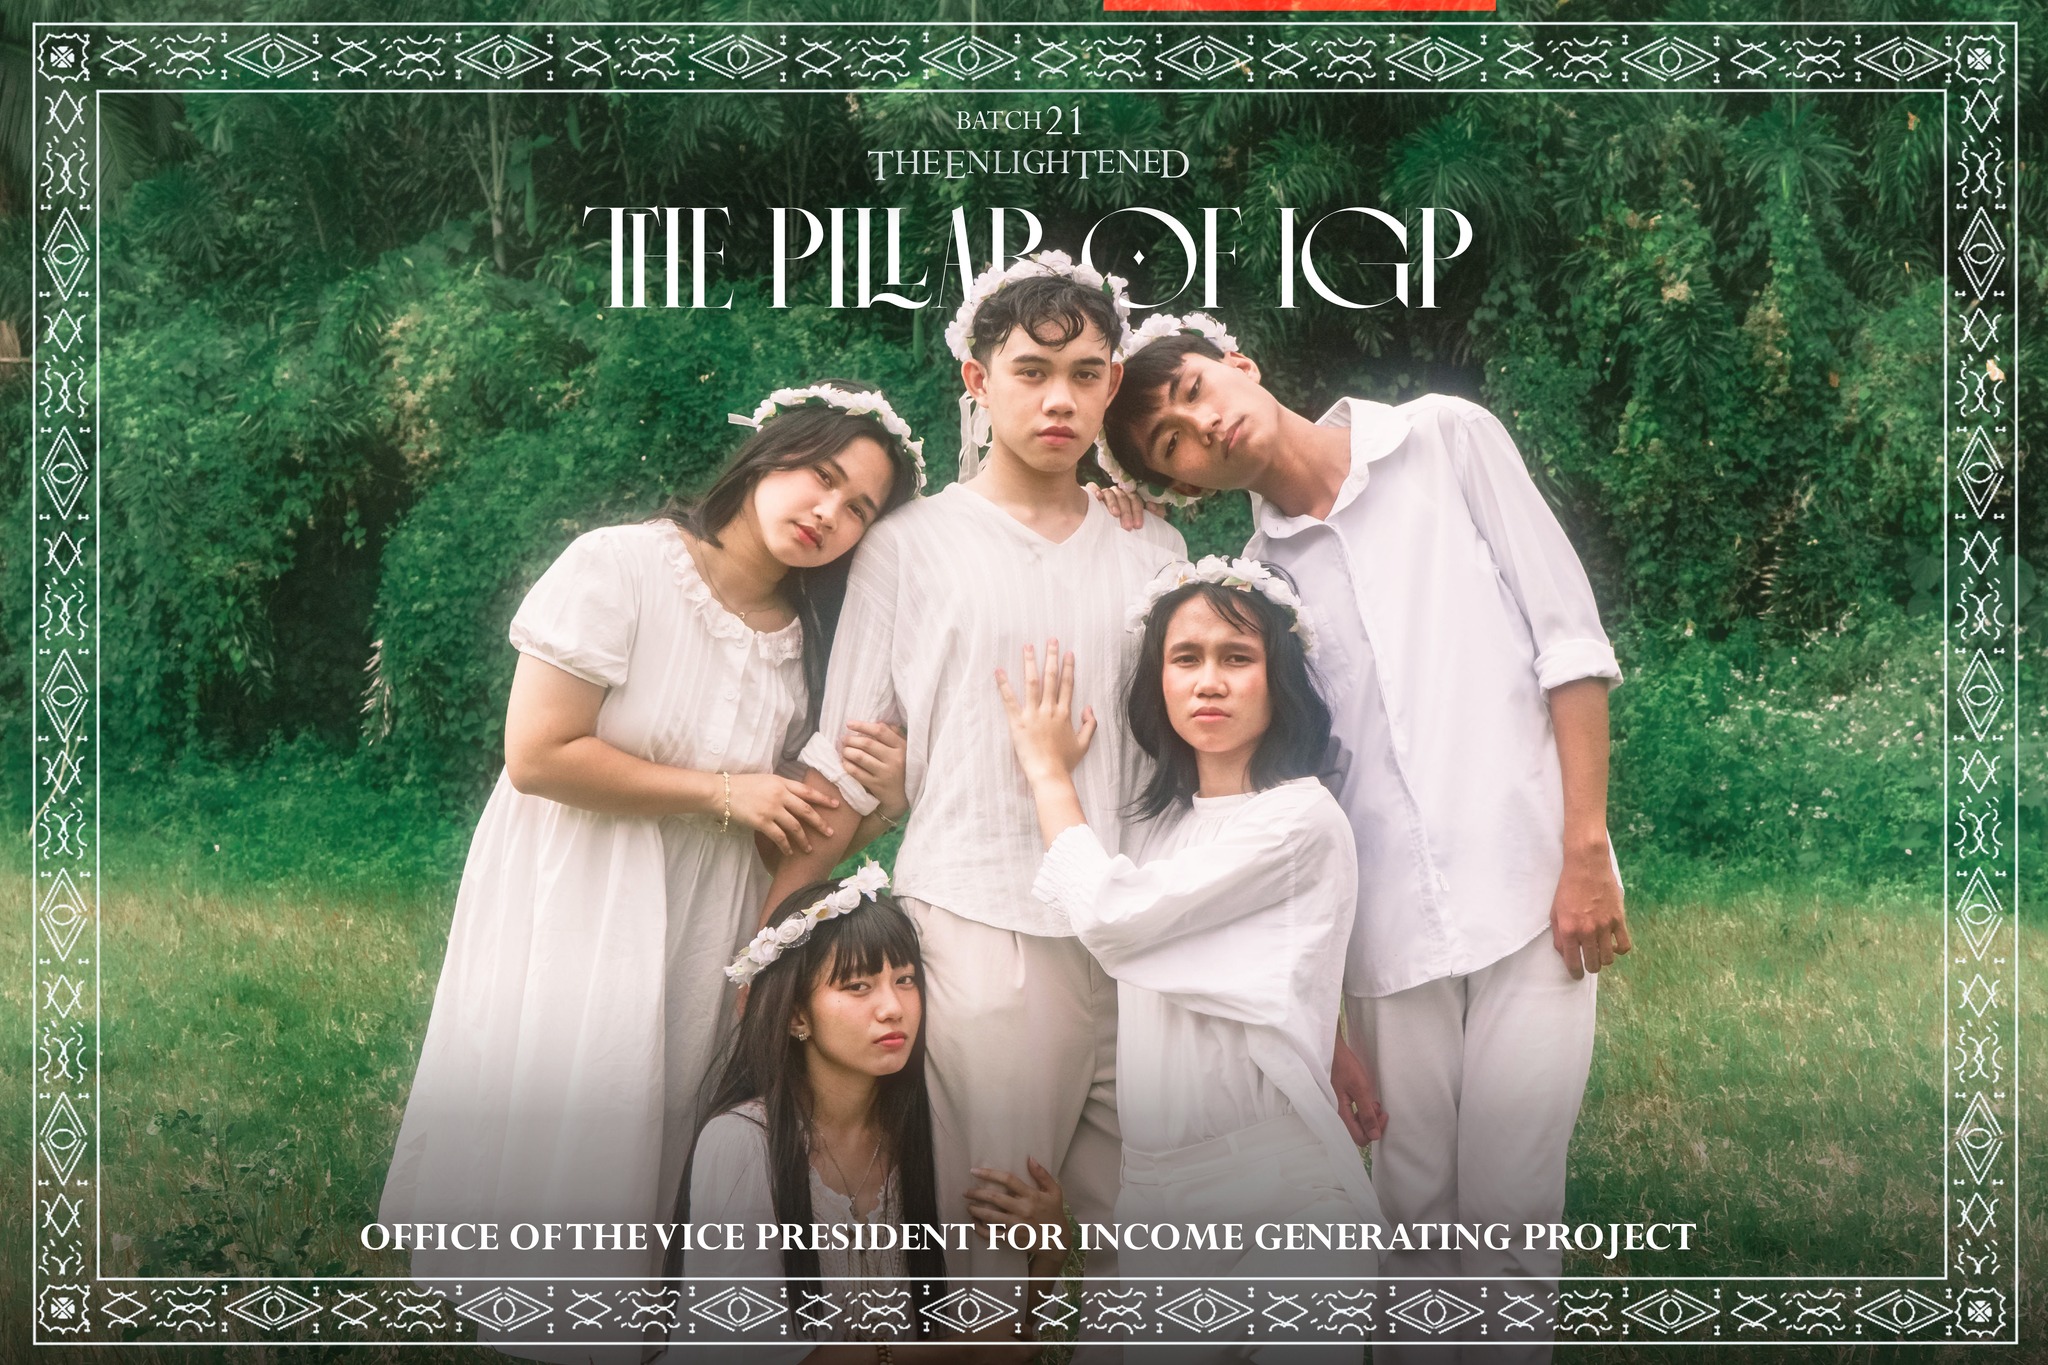 BATCH 21
THE ENLIGHTENED
THE PILLAR OF IGP
OFFICE OF THE VICE PRESIDENT FOR INCOME GENERATING PROJECT